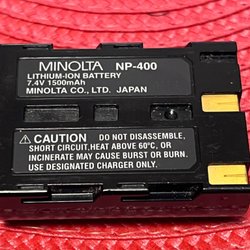 MINOLTA NP-400
LITHIUM-ION BATTERY
7.4V 1500mAh
MINOLTA CO., LTD. JAPAN
⚠ CAUTION DO NOT DISASSEMBLE,
SHORT CIRCUIT, HEAT ABOVE 60°C, OR
INCINERATE MAY CAUSE BURST OR BURN.
USE DESIGNATED CHARGER ONLY.